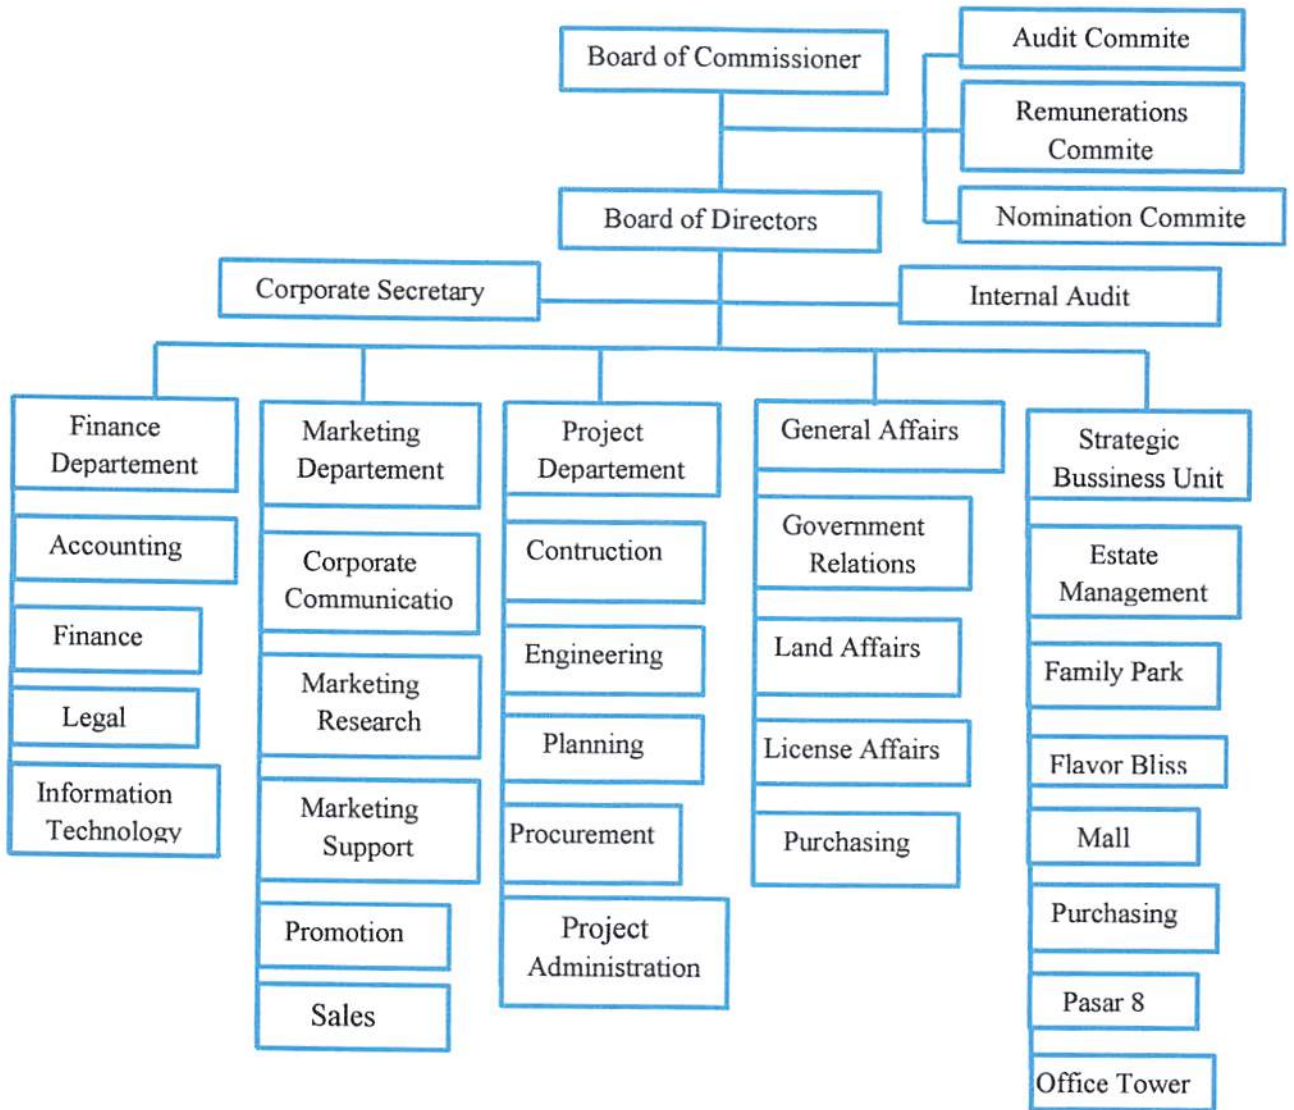 Board of Commissioner
Audit Commite
Remunerations
Commite
Nomination Commite
Board of Directors
Corporate Secretary
Internal Audit
Finance
Departement
Accounting
Finance
Legal
Information
Technology
Marketing
Departement
Corporate
Communicatio
Marketing
Research
Marketing
Support
Promotion
Sales
Project
Departement
Contruction
Engineering
Planning
Procurement
Project
Administration
General Affairs
Government
Relations
Land Affairs
License Affairs
Purchasing
Strategic
Bussiness Unit
Estate
Management
Family Park
Flavor Bliss
Mall
Purchasing
Pasar 8
Office Tower